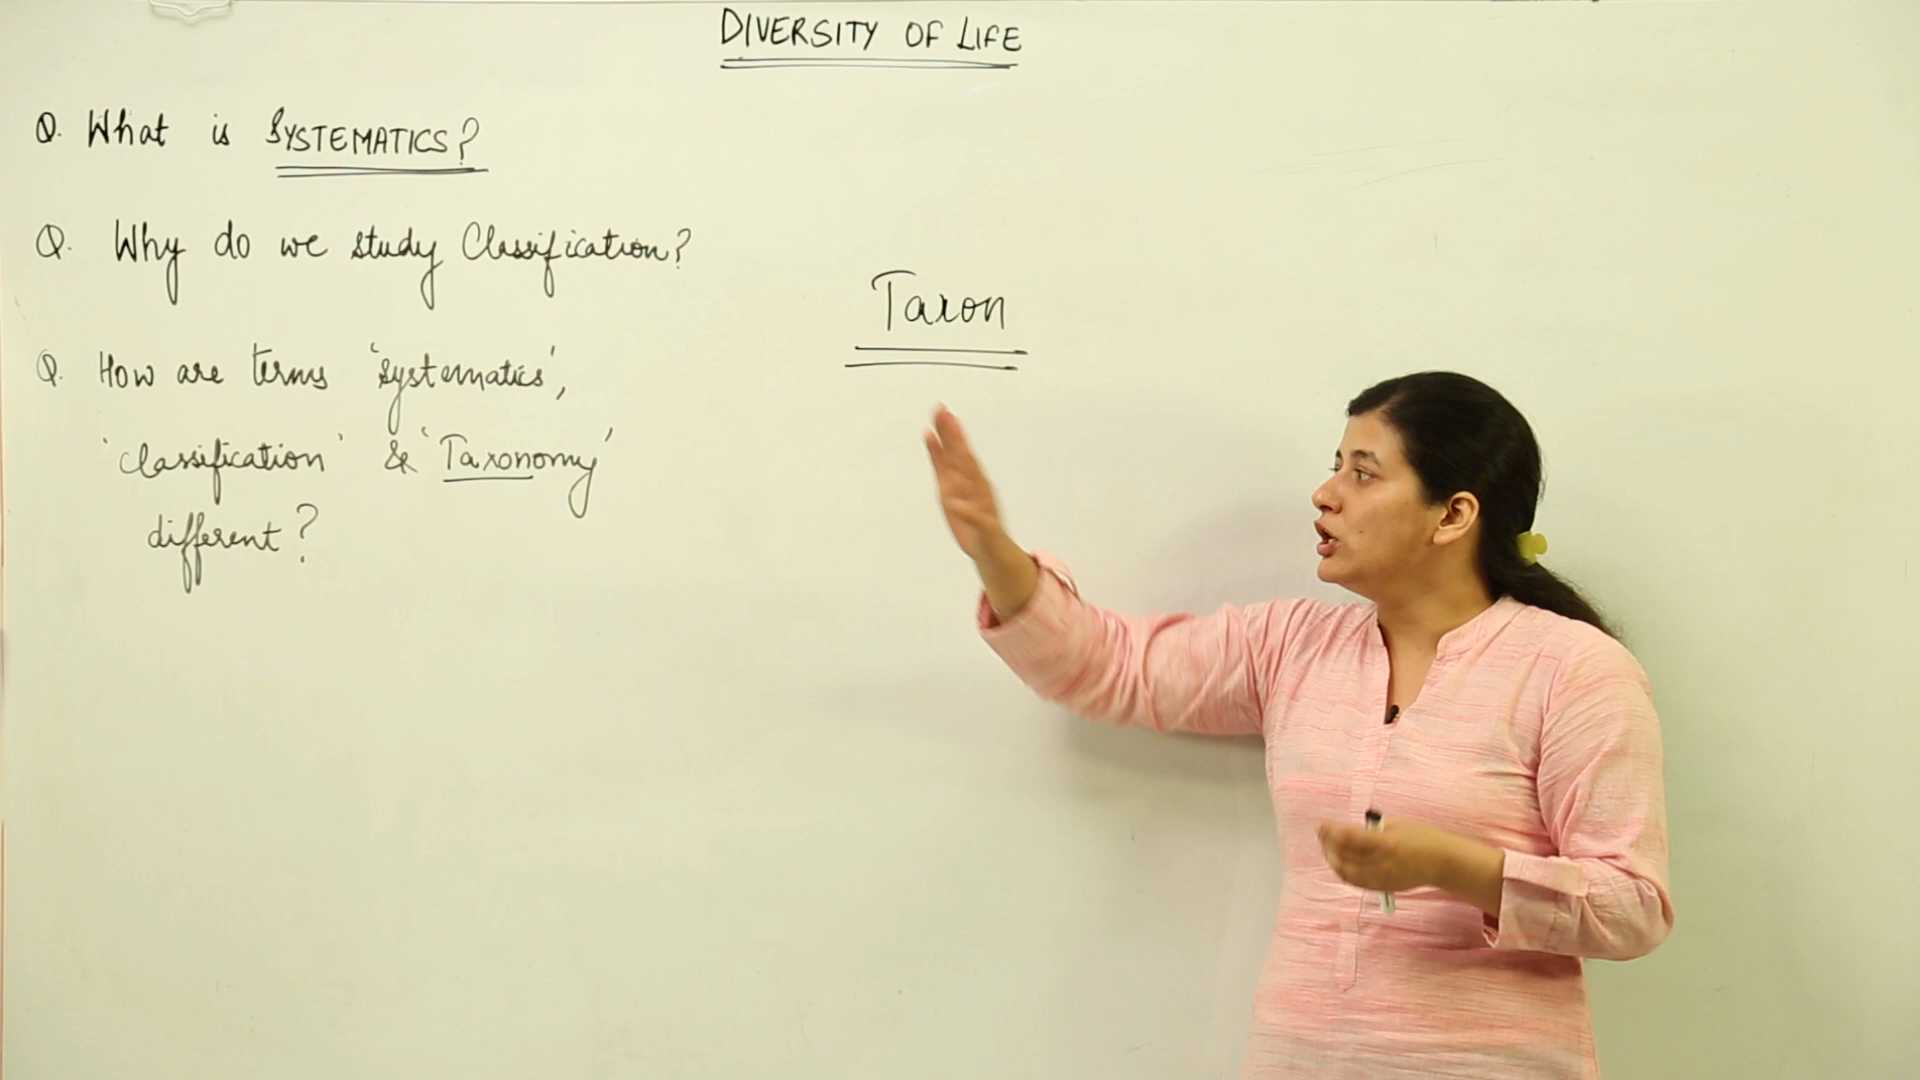 DIVERSITY OF LIFE
Q. What is SYSTEMATICS?
Q. Why do we study Classification?
Taxon
Q. How are terms 'systematics',
'classification' & 'Taxonomy'
different?